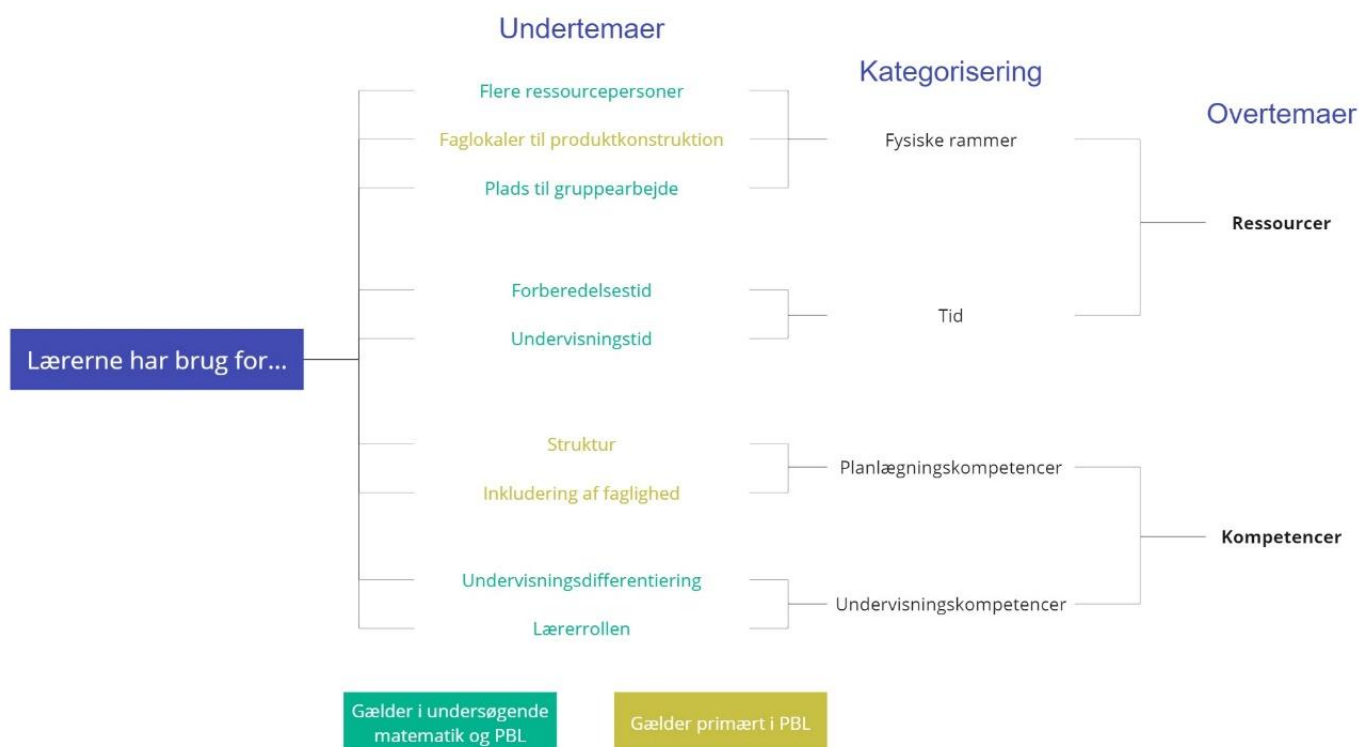 Undertemaer
Kategorisering
Overtemaer
Flere ressourcepersoner
Faglokaler til produktkonstruktion
Plads til gruppearbejde
Fysiske rammer
Ressourcer
Forberedelsestid
Undervisningstid
Tid
Lærerne har brug for...
Struktur
Inkludering af faglighed
Planlægningskompetencer
Kompetencer
Undervisningsdifferentiering
Lærerrollen
Undervisningskompetencer
Gælder i undersøgende
matematik og PBL
Gælder primært i PBL